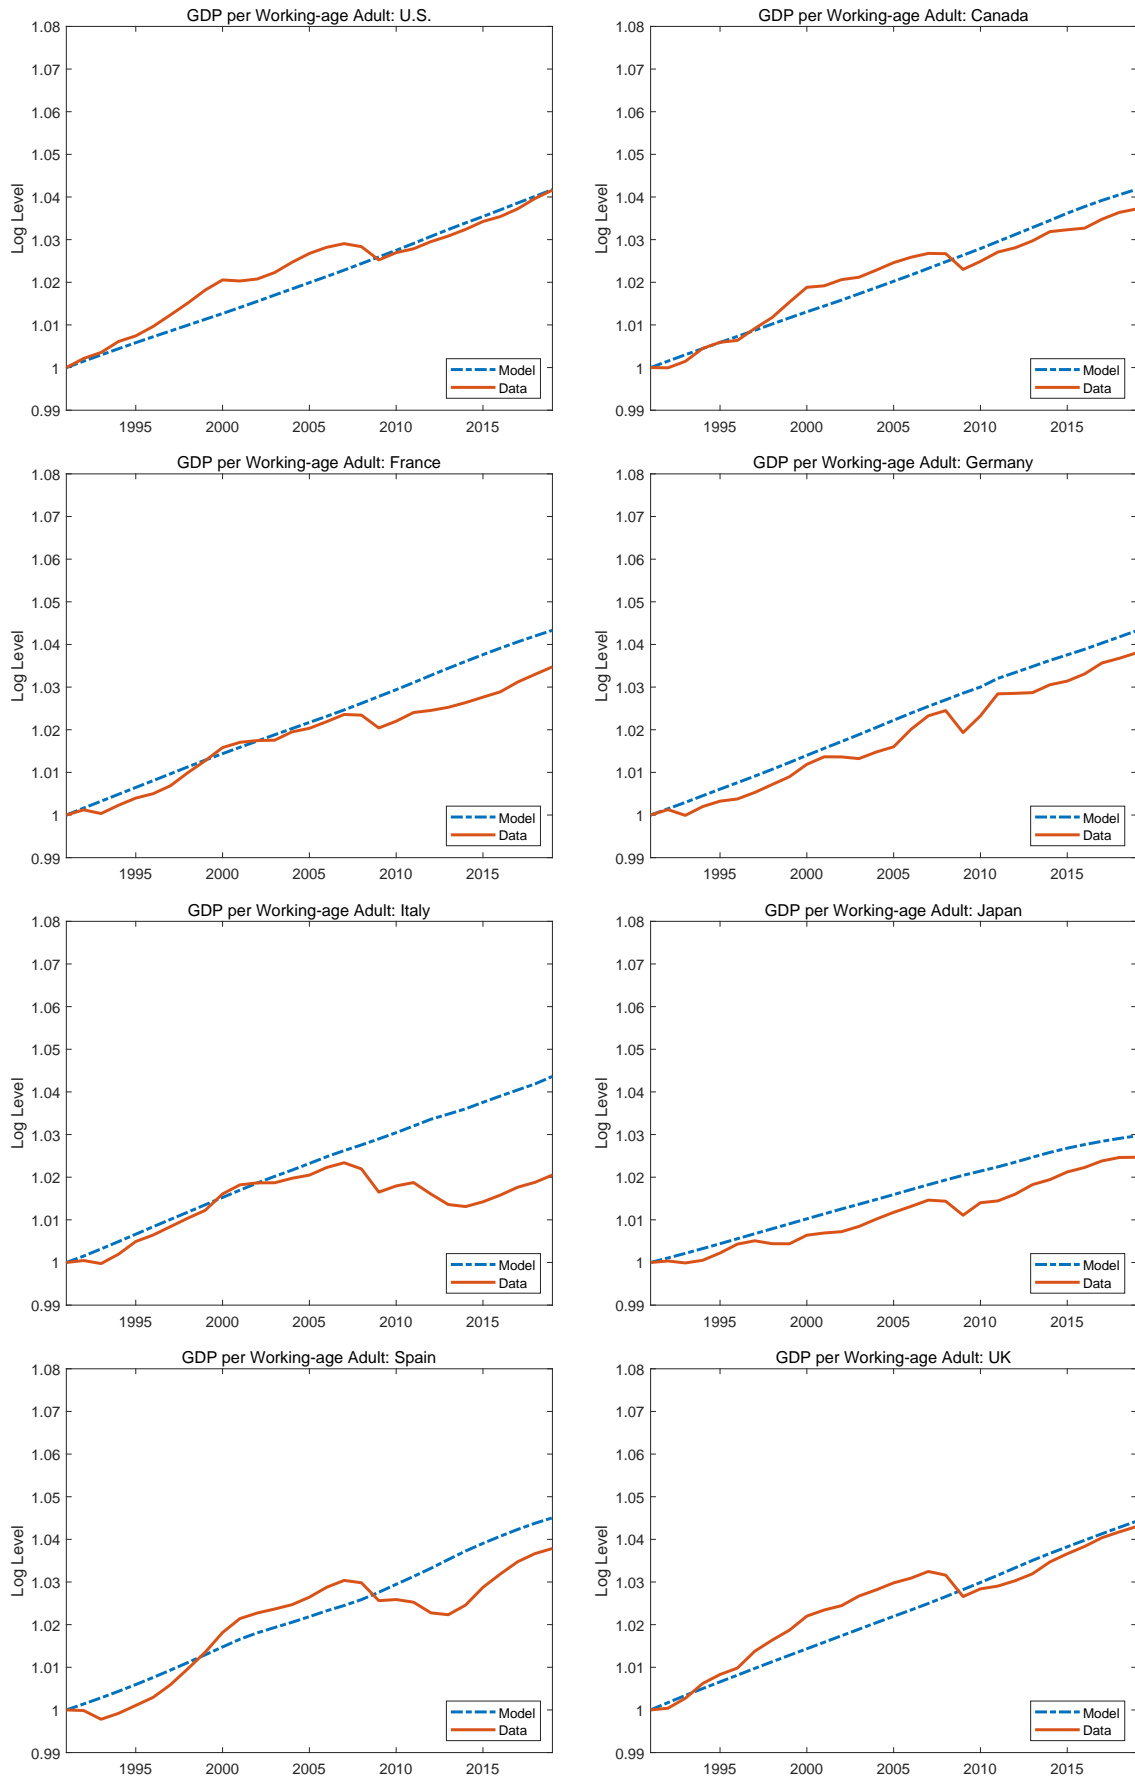 GDP per Working-age Adult: U.S.
1.08
1.07
1.06
1.05
1.04
1.03
1.02
1.01
1
0.99
Log Level
1995 2000 2005 2010 2015
Model
Data
GDP per Working-age Adult: Canada
1.08
1.07
1.06
1.05
1.04
1.03
1.02
1.01
1
0.99
Log Level
1995 2000 2005 2010 2015
Model
Data
GDP per Working-age Adult: France
1.08
1.07
1.06
1.05
1.04
1.03
1.02
1.01
1
0.99
Log Level
1995 2000 2005 2010 2015
Model
Data
GDP per Working-age Adult: Germany
1.08
1.07
1.06
1.05
1.04
1.03
1.02
1.01
1
0.99
Log Level
1995 2000 2005 2010 2015
Model
Data
GDP per Working-age Adult: Italy
1.08
1.07
1.06
1.05
1.04
1.03
1.02
1.01
1
0.99
Log Level
1995 2000 2005 2010 2015
Model
Data
GDP per Working-age Adult: Japan
1.08
1.07
1.06
1.05
1.04
1.03
1.02
1.01
1
0.99
Log Level
1995 2000 2005 2010 2015
Model
Data
GDP per Working-age Adult: Spain
1.08
1.07
1.06
1.05
1.04
1.03
1.02
1.01
1
0.99
Log Level
1995 2000 2005 2010 2015
Model
Data
GDP per Working-age Adult: UK
1.08
1.07
1.06
1.05
1.04
1.03
1.02
1.01
1
0.99
Log Level
1995 2000 2005 2010 2015
Model
Data